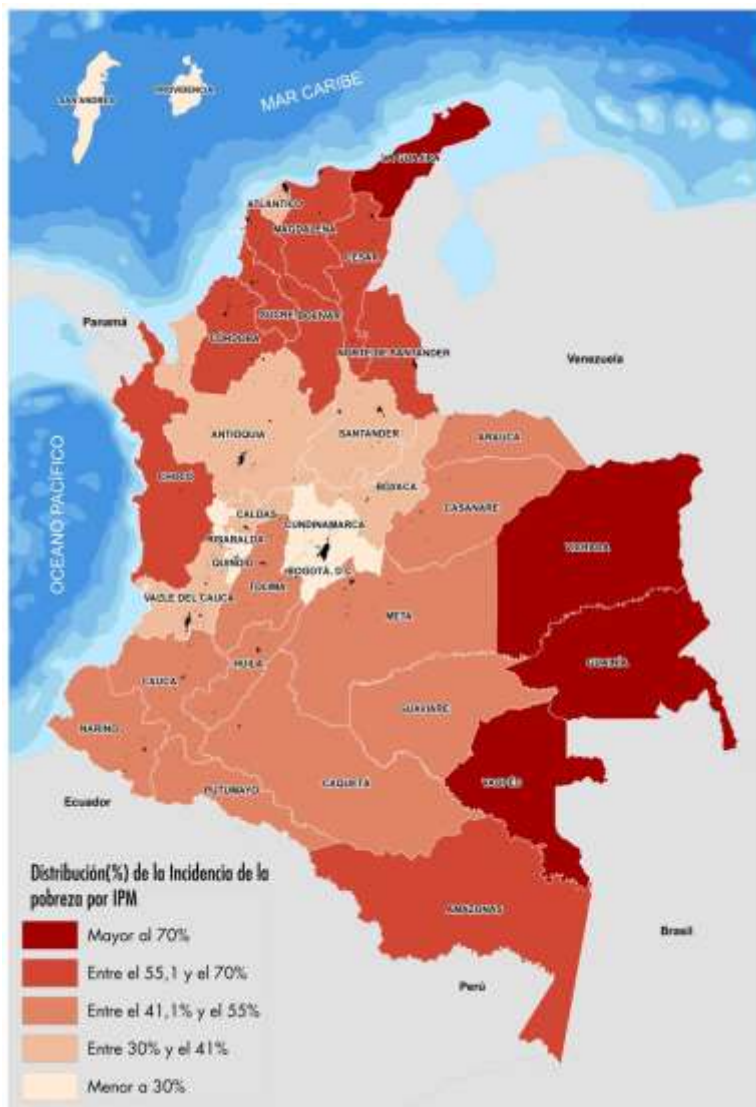 SAN ANDRES
PROVIDENCIA
MAR CARIBE
LA GUAJIRA
ATLANTICO
MAGDALENA
CESAR
SUCRE
BOLIVAR
CÓRDOBA
Panamá
NORTE DE SANTANDER
Venezuela
ANTIOQUIA
SANTANDER
ARAUCA
OCEANO PACÍFICO
CHOCO
BOYACA
CASANARE
CALDAS
CUNDINAMARCA
RISARALDA
VICHADA
QUINDIO
BOGOTÁ, D.C.
TOLIMA
VALLE DEL CAUCA
META
HUILA
GUAINÍA
CAUCA
GUAVIARE
NARIÑO
VAUPÉS
CAQUETA
PUTUMAYO
Ecuador
AMAZONAS
Brasil
Perú
Distribución(%) de la Incidencia de la
pobreza por IPM
Mayor al 70%
Entre el 55,1 y el 70%
Entre el 41,1% y el 55%
Entre 30% y el 41%
Menor a 30%